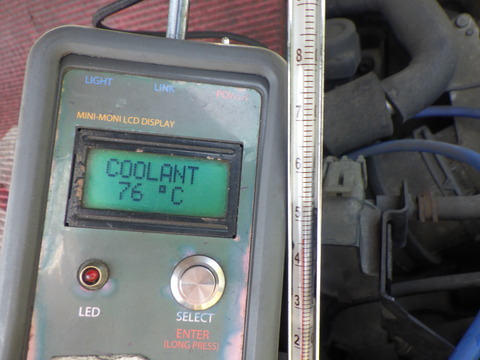 LIGHT LINK POWER
MINI-MONI LCD DISPLAY
COOLANT
76 °C
LED
SELECT
ENTER
(LONG PRESS)
8
7
6
5
4
3
2